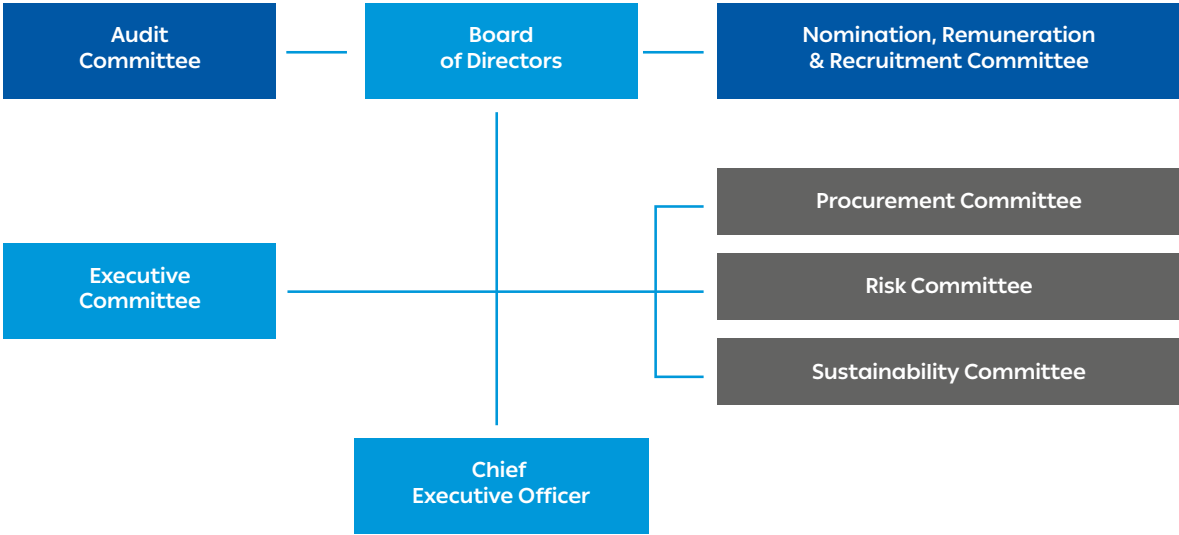 Audit
Committee
Board
of Directors
Nomination, Remuneration
& Recruitment Committee
Procurement Committee
Executive
Committee
Risk Committee
Sustainability Committee
Chief
Executive Officer